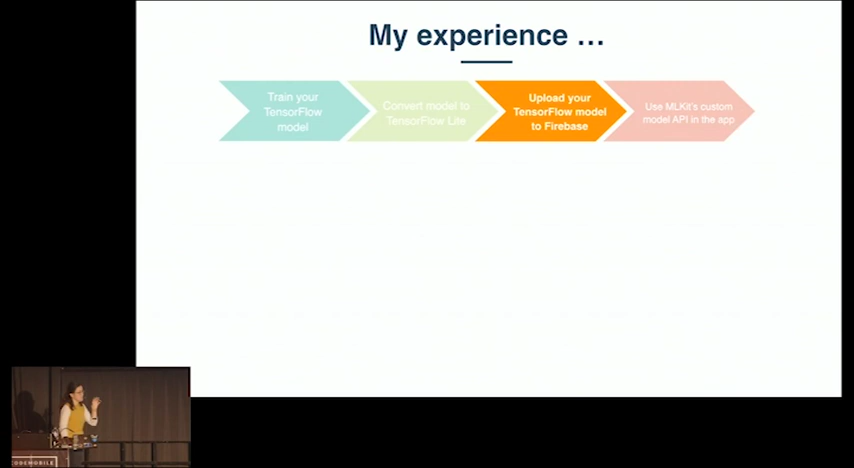 My experience ...
Train your
TensorFlow
model
Convert model to
TensorFlow Lite
Upload your
TensorFlow model
to Firebase
Use MLKit's custom
model API in the app
CODEMOBILE